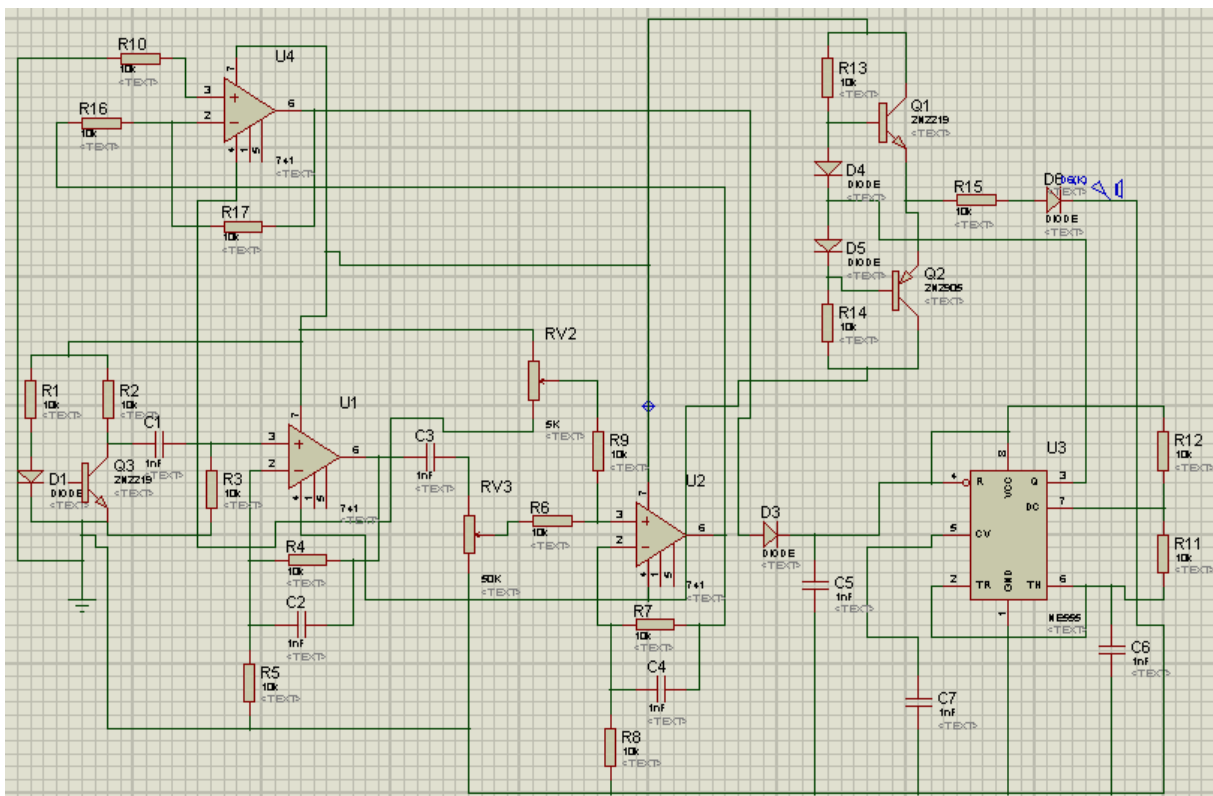 R10
10k
<TEXT>
U4
7
3
2
6
4
1
5
741
<TEXT>
R16
10k
<TEXT>
R17
10k
<TEXT>
R13
10k
<TEXT>
Q1
2N2219
<TEXT>
D4
DIODE
<TEXT>
R15
10k
<TEXT>
DIODE
<TEXT>
D5
DIODE
<TEXT>
Q2
2N2905
<TEXT>
R14
10k
<TEXT>
RV2
5K
<TEXT>
R1
10k
<TEXT>
R2
10k
<TEXT>
C1
1nF
<TEXT>
U1
7
3
2
6
4
1
5
741
<TEXT>
C3
1nF
<TEXT>
R9
10k
<TEXT>
D1
DIODE
<TEXT>
Q3
2N2219
<TEXT>
R3
10k
<TEXT>
RV3
50K
<TEXT>
R6
10k
<TEXT>
U2
7
3
2
6
4
1
5
741
<TEXT>
D3
DIODE
<TEXT>
U3
8
4
R
VCC
Q
3
DC
7
5
CV
2
TR
GND
TH
6
1
NE555
<TEXT>
R12
10k
<TEXT>
R11
10k
<TEXT>
R4
10k
<TEXT>
C2
1nF
<TEXT>
R5
10k
<TEXT>
R7
10k
<TEXT>
C4
1nF
<TEXT>
R8
10k
<TEXT>
C5
1nF
<TEXT>
C6
1nF
<TEXT>
C7
1nF
<TEXT>